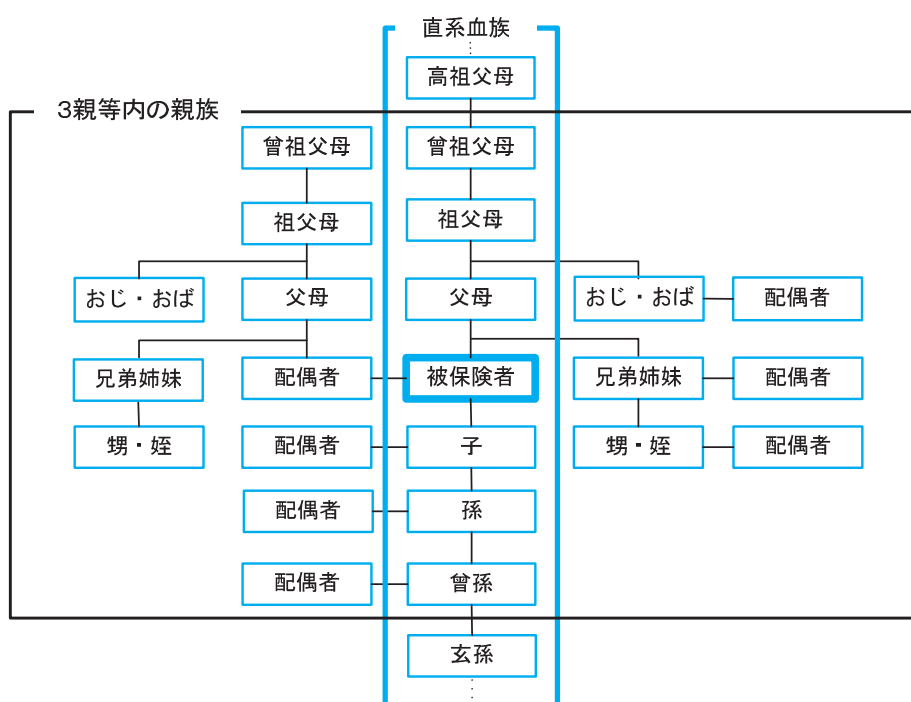 直系血族
高祖父母
3親等内の親族
曾祖父母
曾祖父母
祖父母
祖父母
おじ・おば
父母
父母
おじ・おば
配偶者
兄弟姉妹
配偶者
被保険者
兄弟姉妹
配偶者
甥・姪
配偶者
子
甥・姪
配偶者
配偶者
孫
配偶者
曾孫
玄孫